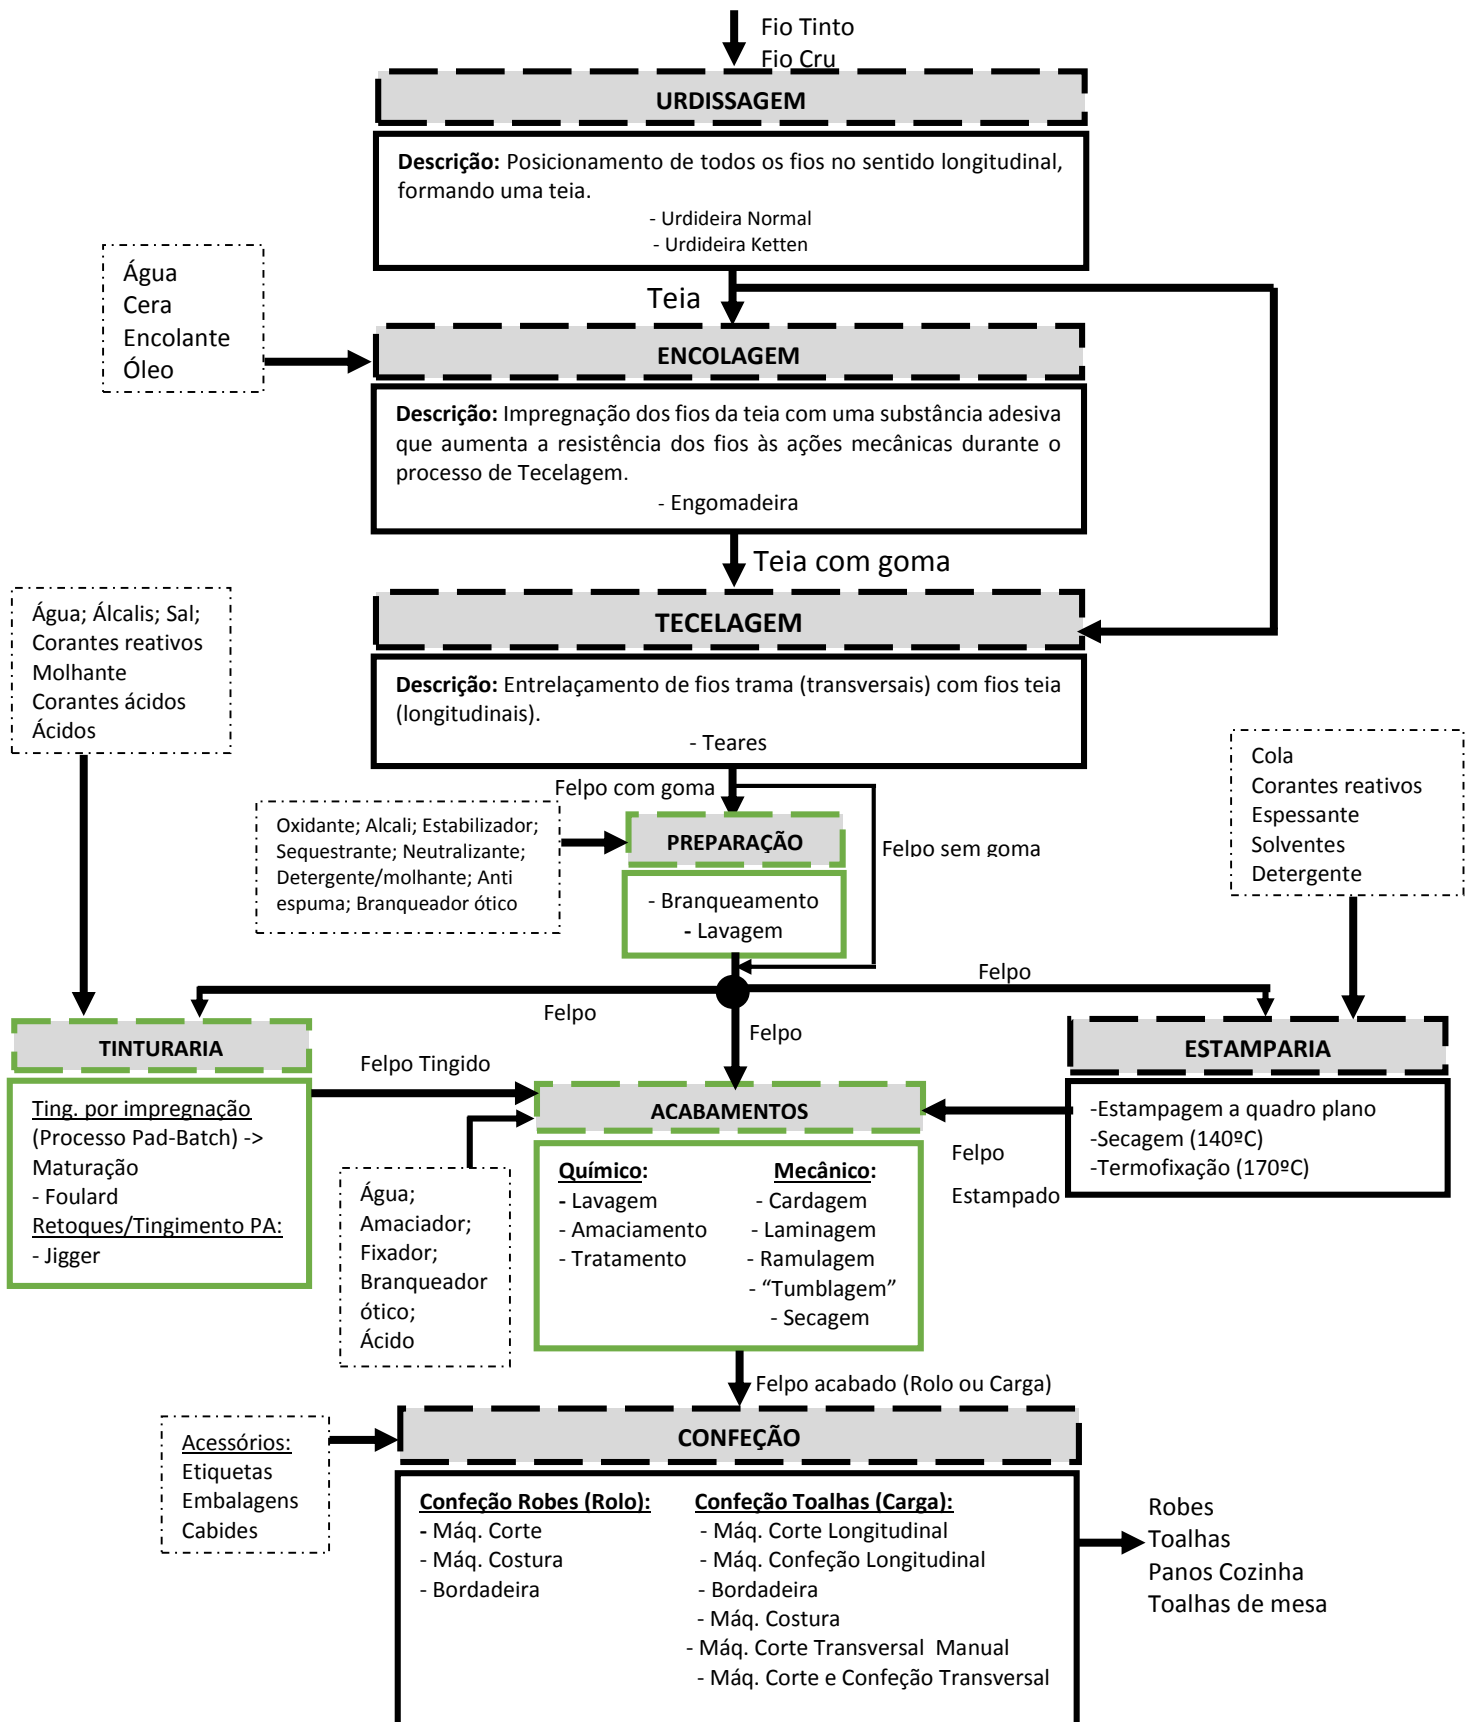 Fio Tinto
Fio Cru
URDISSAGEM
Descrição: Posicionamento de todos os fios no sentido longitudinal,
formando uma teia.
- Urdideira Normal
- Urdideira Ketten
Água
Cera
Encolante
Óleo
Teia
ENCOLAGEM
Descrição: Impregnação dos fios da teia com uma substância adesiva
que aumenta a resistência dos fios às ações mecânicas durante o
processo de Tecelagem.
- Engomadeira
Teia com goma
Água; Álcalis; Sal;
Corantes reativos
Molhante
Corantes ácidos
Ácidos
TECELAGEM
Descrição: Entrelaçamento de fios trama (transversais) com fios teia
(longitudinais).
- Teares
Cola
Corantes reativos
Espessante
Solventes
Detergente
Felpo com goma
Oxidante; Alcali; Estabilizador;
Sequestrante; Neutralizante;
Detergente/molhante; Anti
espuma; Branqueador ótico
PREPARAÇÃO
Felpo sem goma
- Branqueamento
- Lavagem
Felpo
Felpo
Felpo
TINTURARIA
Ting. por impregnação
(Processo Pad-Batch) ->
Maturação
- Foulard
Retoques/Tingimento PA:
- Jigger
Felpo Tingido
ESTAMPARIA
-Estampagem a quadro plano
-Secagem (140ºC)
-Termofixação (170ºC)
Felpo
Estampado
ACABAMENTOS
Água;
Amaciador;
Fixador;
Branqueador
ótico;
Ácido
Químico:
- Lavagem
- Amaciamento
- Tratamento
Mecânico:
- Cardagem
- Laminagem
- Ramulagem
- “Tumblagem”
- Secagem
Felpo acabado (Rolo ou Carga)
CONFEÇÃO
Acessórios:
Etiquetas
Embalagens
Cabides
Confeção Robes (Rolo):
- Máq. Corte
- Máq. Costura
- Bordadeira
Confeção Toalhas (Carga):
- Máq. Corte Longitudinal
- Máq. Confeção Longitudinal
- Bordadeira
- Máq. Costura
- Máq. Corte Transversal Manual
- Máq. Corte e Confeção Transversal
Robes
Toalhas
Panos Cozinha
Toalhas de mesa